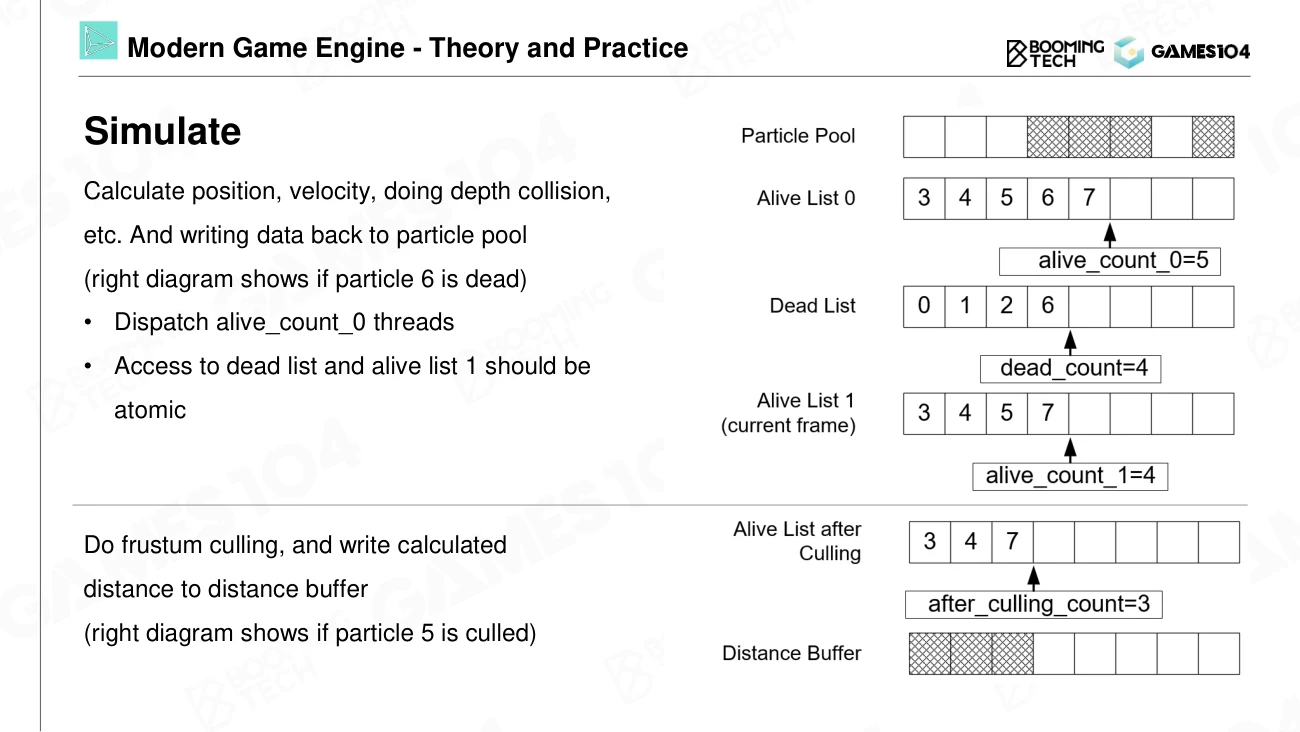 Modern Game Engine - Theory and Practice
BOOMING
TECH
GAMES104
Simulate
Calculate position, velocity, doing depth collision,
etc. And writing data back to particle pool
(right diagram shows if particle 6 is dead)
• Dispatch alive_count_0 threads
• Access to dead list and alive list 1 should be
atomic
Particle Pool
Alive List 0
3 4 5 6 7
alive_count_0=5
Dead List
0 1 2 6
dead_count=4
Alive List 1
(current frame)
3 4 5 7
alive_count_1=4
Do frustum culling, and write calculated
distance to distance buffer
(right diagram shows if particle 5 is culled)
Alive List after
Culling
3 4 7
after_culling_count=3
Distance Buffer